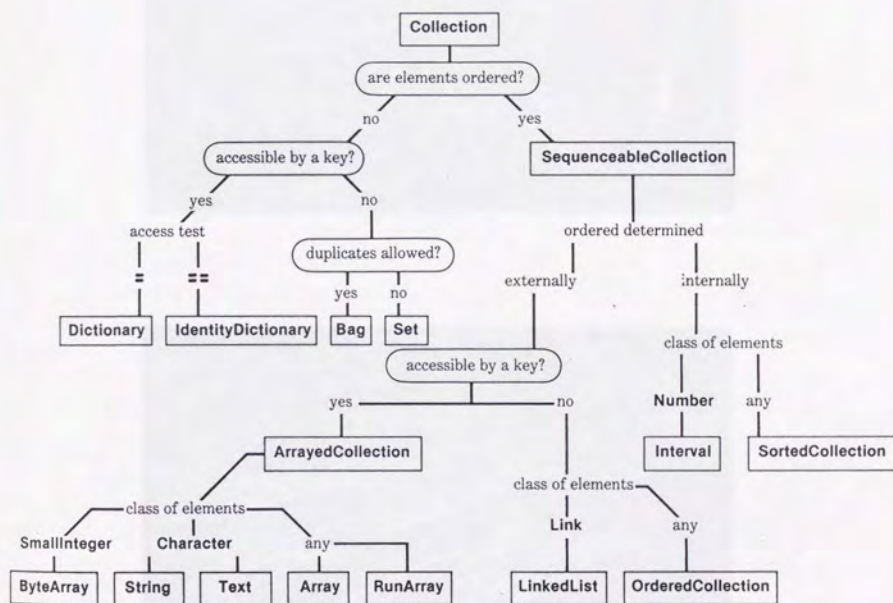 Collection
are elements ordered?
no
yes
accessible by a key?
SequenceableCollection
yes
no
access test
ordered determined
duplicates allowed?
=
==
externally
internally
yes
no
Dictionary
IdentityDictionary
Bag
Set
class of elements
accessible by a key?
yes
no
Number
any
ArrayedCollection
Interval
SortedCollection
class of elements
class of elements
SmallInteger
Character
any
Link
any
ByteArray
String
Text
Array
RunArray
LinkedList
OrderedCollection